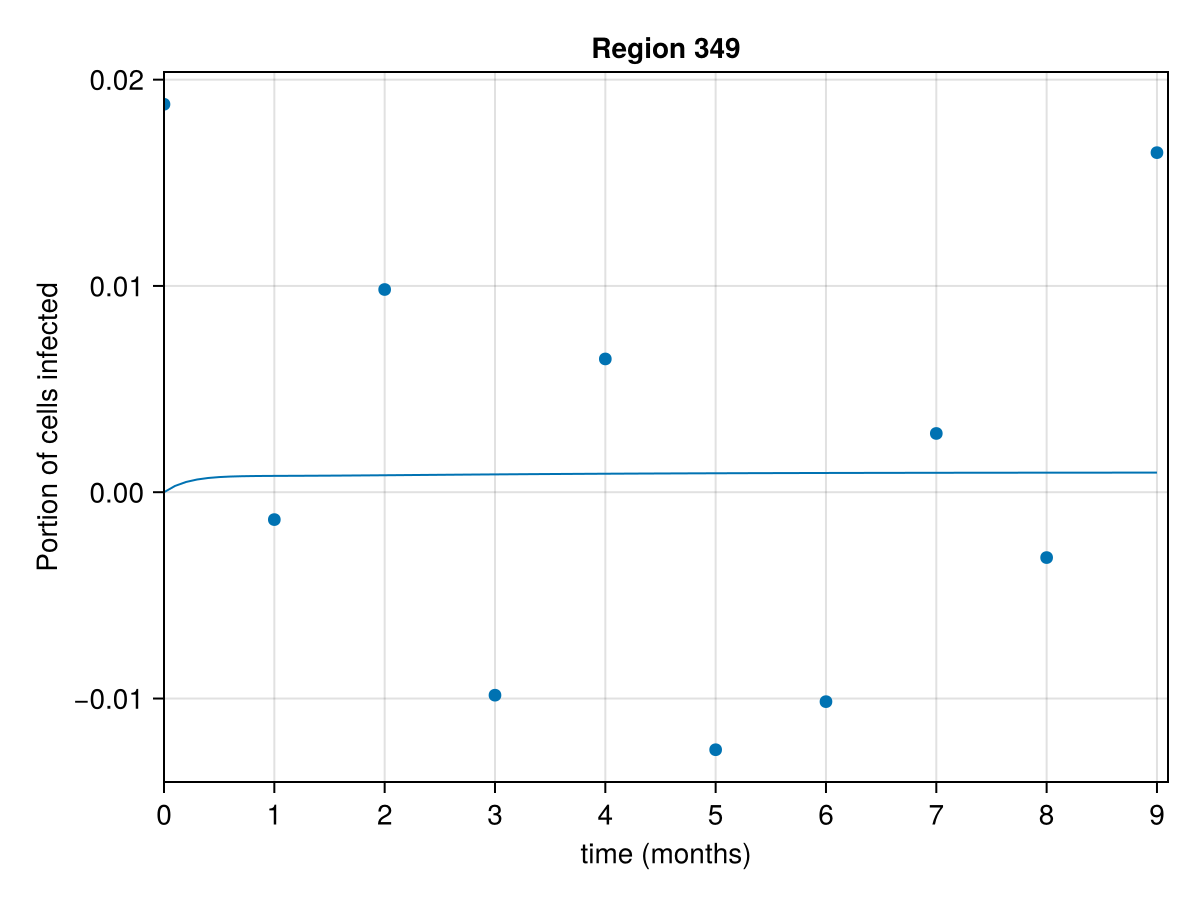 Region 349
0.02
0.01
0.00
−0.01
Portion of cells infected
0 1 2 3 4 5 6 7 8 9
time (months)